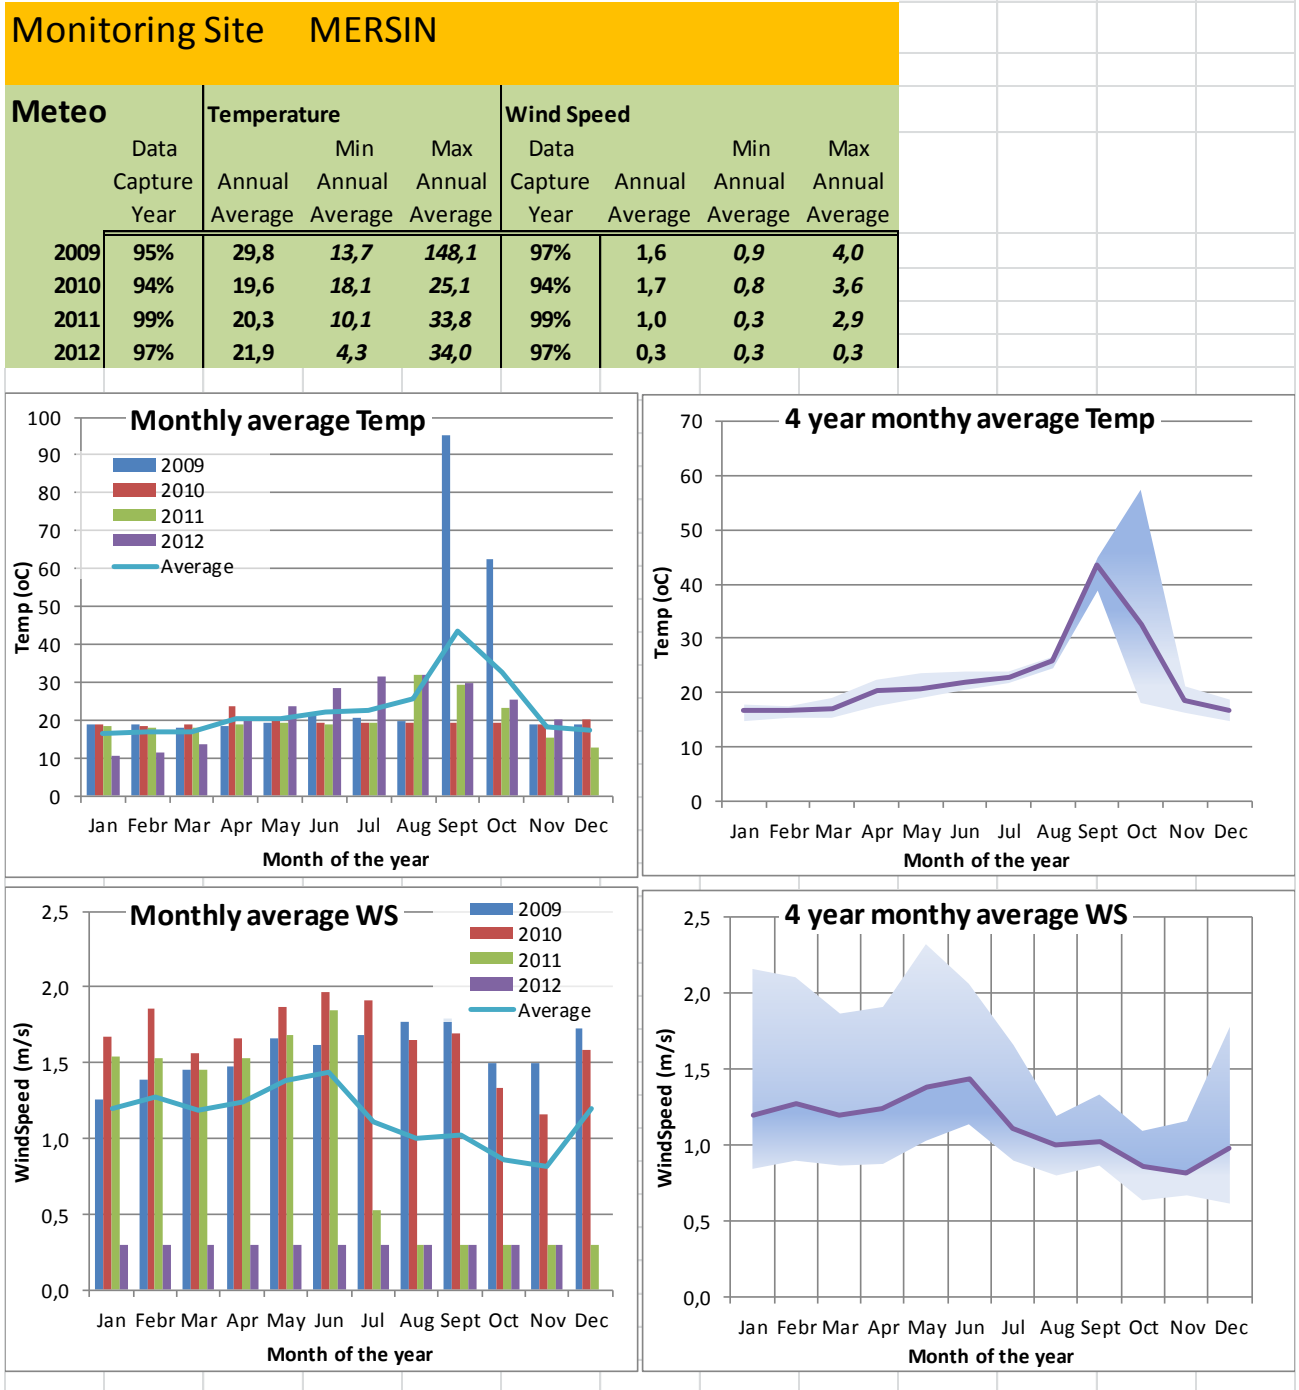 Monitoring Site MERSIN
Meteo Temperature Wind Speed
Data Min Max Data Min Max
Capture Annual Annual Annual Capture Annual Annual Annual
Year Average Average Average Year Average Average Average
2009 95% 29,8 13,7 148,1 97% 1,6 0,9 4,0
2010 94% 19,6 18,1 25,1 94% 1,7 0,8 3,6
2011 99% 20,3 10,1 33,8 99% 1,0 0,3 2,9
2012 97% 21,9 4,3 34,0 97% 0,3 0,3 0,3
Monthly average Temp
100
90
80
70
60
50
40
30
20
10
0
Temp (oC)
2009
2010
2011
2012
Average
Jan Febr Mar Apr May Jun Jul Aug Sept Oct Nov Dec
Month of the year
4 year monthy average Temp
70
60
50
40
30
20
10
0
Temp (oC)
Jan Febr Mar Apr May Jun Jul Aug Sept Oct Nov Dec
Month of the year
Monthly average WS
2,5
2,0
1,5
1,0
0,5
0,0
WindSpeed (m/s)
2009
2010
2011
2012
Average
Jan Febr Mar Apr May Jun Jul Aug Sept Oct Nov Dec
Month of the year
4 year monthy average WS
2,5
2,0
1,5
1,0
0,5
0,0
WindSpeed (m/s)
Jan Febr Mar Apr May Jun Jul Aug Sept Oct Nov Dec
Month of the year